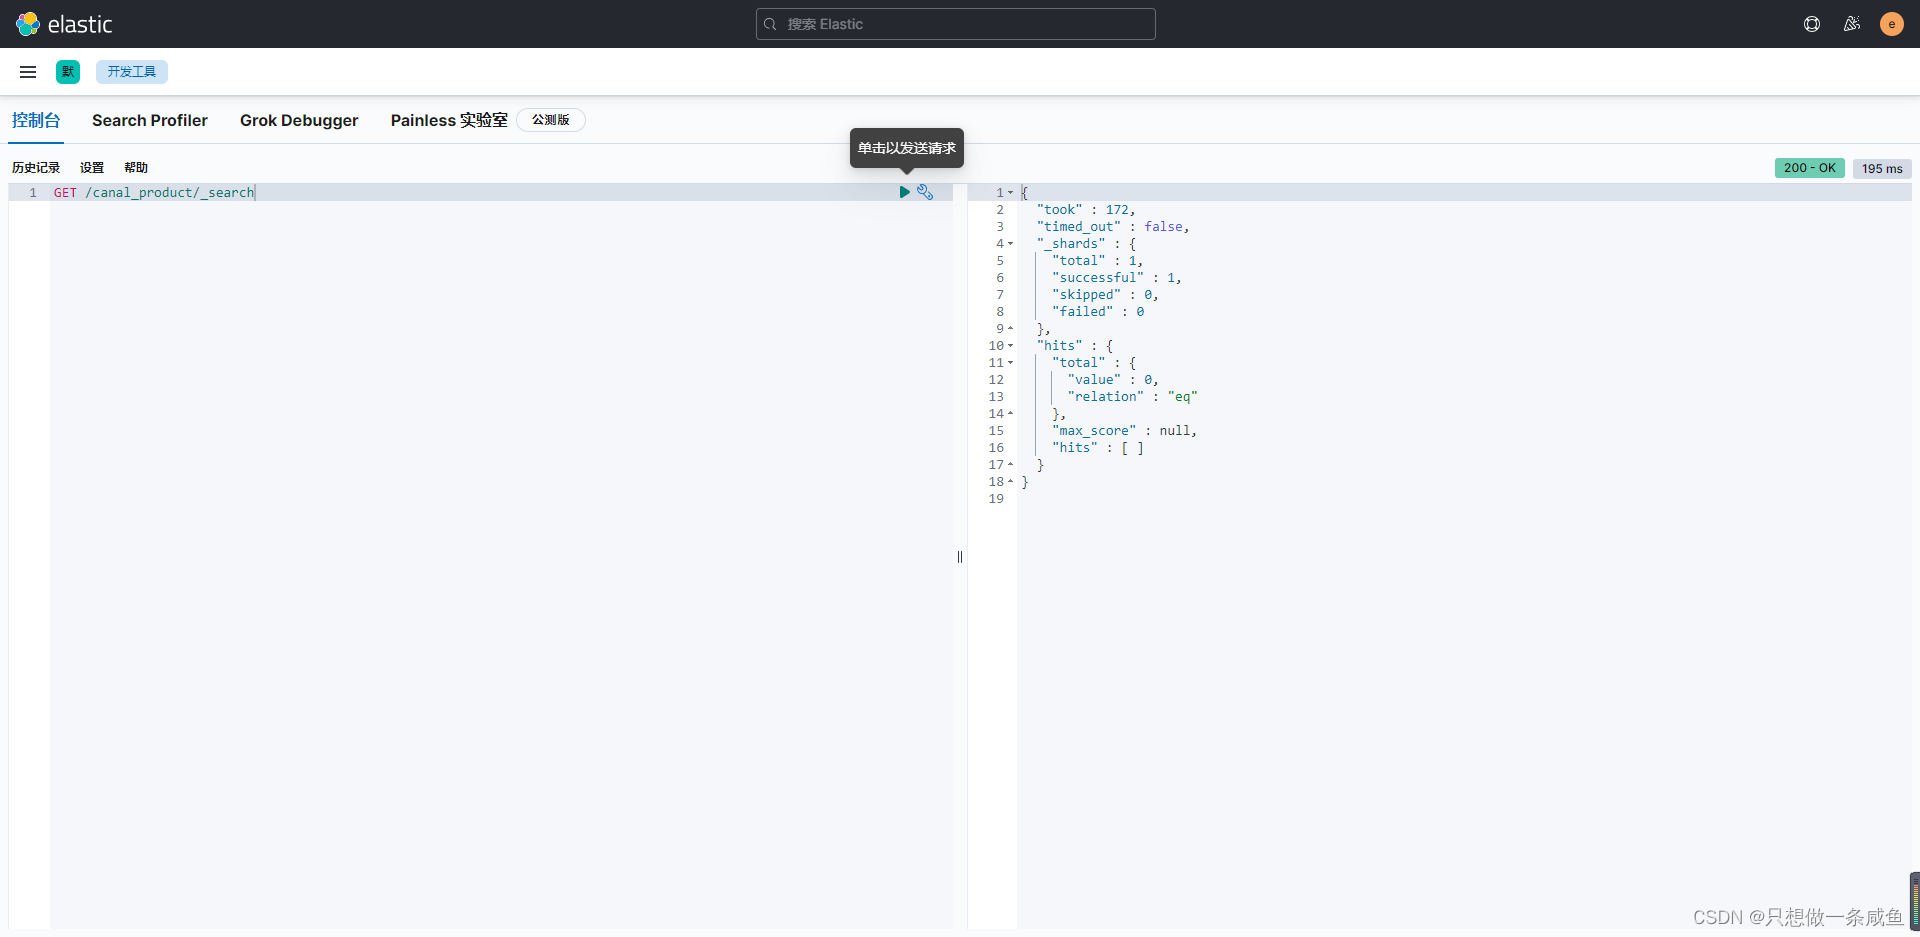 elastic
搜索 Elastic
e
默
开发工具
控制台 Search Profiler Grok Debugger Painless 实验室 公测版
单击以发送请求
历史记录 设置 帮助
200 - OK 195 ms
1 GET /canal_product/_search
1 {
2 "took" : 172,
3 "timed_out" : false,
4 "_shards" : {
5 "total" : 1,
6 "successful" : 1,
7 "skipped" : 0,
8 "failed" : 0
9 },
10 "hits" : {
11 "total" : {
12 "value" : 0,
13 "relation" : "eq"
14 },
15 "max_score" : null,
16 "hits" : [ ]
17 }
18 }
19
CSDN @只想做一条咸鱼